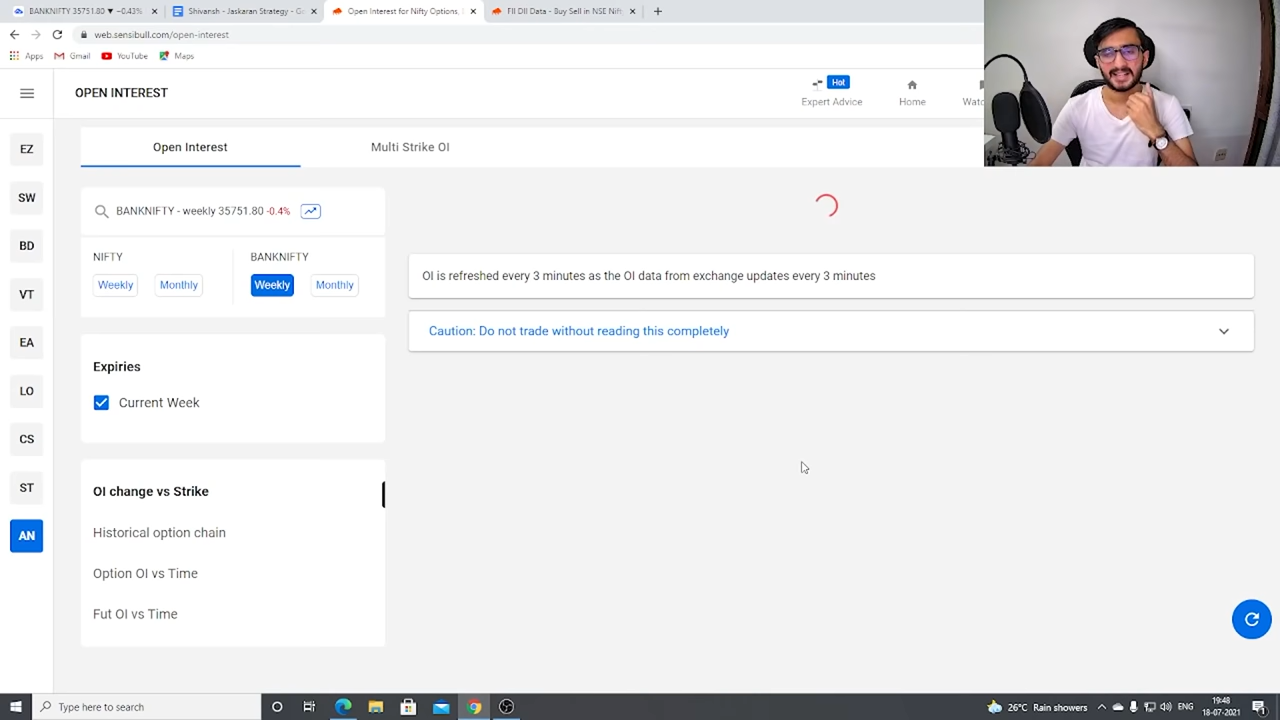 BANKNIFTY 35751.80 ▼ −0.43%
Shivansh - Jaskaran Strategy - Go
Open Interest for Nifty Options,
FII DII Data - Buy Sell in NSE Nift
web.sensibull.com/open-interest
Apps
Gmail
YouTube
Maps
OPEN INTEREST
Hot
Expert Advice
Home
EZ
SW
BD
VT
EA
LO
CS
ST
AN
Open Interest
Multi Strike OI
BANKNIFTY - weekly 35751.80 -0.4%
NIFTY
BANKNIFTY
Weekly
Monthly
Weekly
Monthly
OI is refreshed every 3 minutes as the OI data from exchange updates every 3 minutes
Caution: Do not trade without reading this completely
Expiries
Current Week
OI change vs Strike
Historical option chain
Option OI vs Time
Fut OI vs Time
Type here to search
26°C Rain showers
ENG
19:48
18-07-2021
1